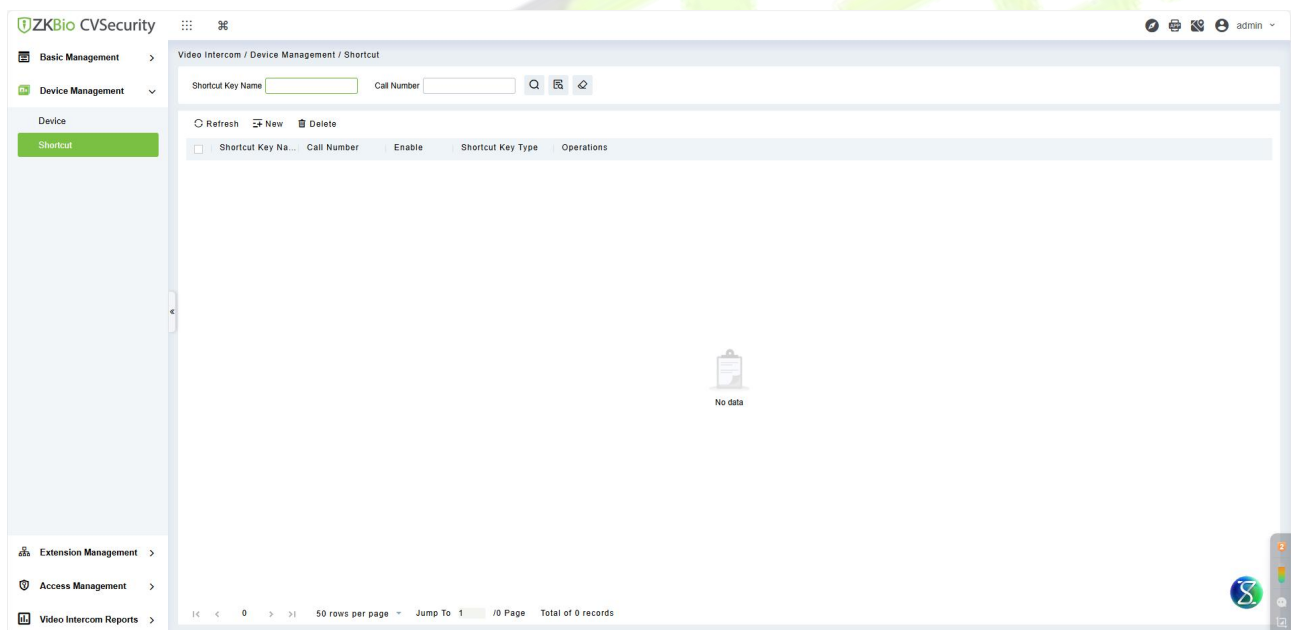 ZKBio CVSecurity
admin
Basic Management
Device Management
Device
Shortcut
Extension Management
Access Management
Video Intercom Reports
Video Intercom / Device Management / Shortcut
Shortcut Key Name
Call Number
Refresh New Delete
Shortcut Key Na... Call Number Enable Shortcut Key Type Operations
No data
0 50 rows per page Jump To 1 /0 Page Total of 0 records